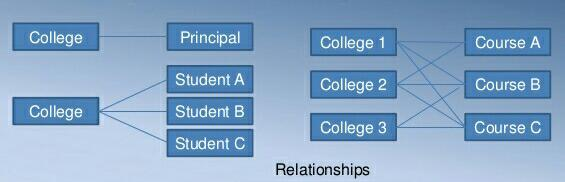 College
Principal
College
Student A
Student B
Student C
College 1
Course A
College 2
Course B
College 3
Course C
Relationships